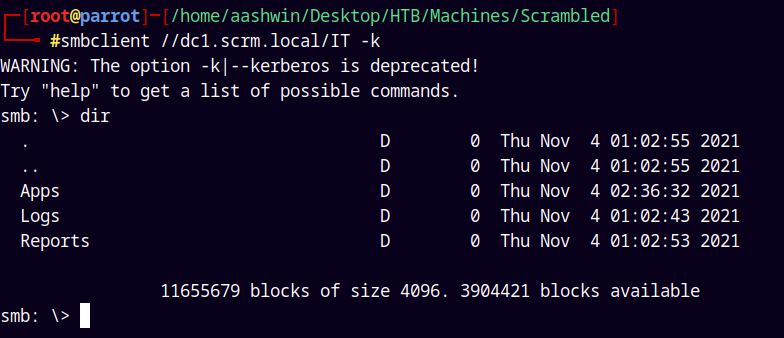 ┌─[root@parrot]─[/home/aashwin/Desktop/HTB/Machines/Scrambled]
└──╼ #smbclient //dc1.scrm.local/IT -k
WARNING: The option -k|--kerberos is deprecated!
Try "help" to get a list of possible commands.
smb: \> dir
  .                                   D        0  Thu Nov  4 01:02:55 2021
  ..                                  D        0  Thu Nov  4 01:02:55 2021
  Apps                                D        0  Thu Nov  4 02:36:32 2021
  Logs                                D        0  Thu Nov  4 01:02:43 2021
  Reports                             D        0  Thu Nov  4 01:02:53 2021
                11655679 blocks of size 4096. 3904421 blocks available
smb: \>